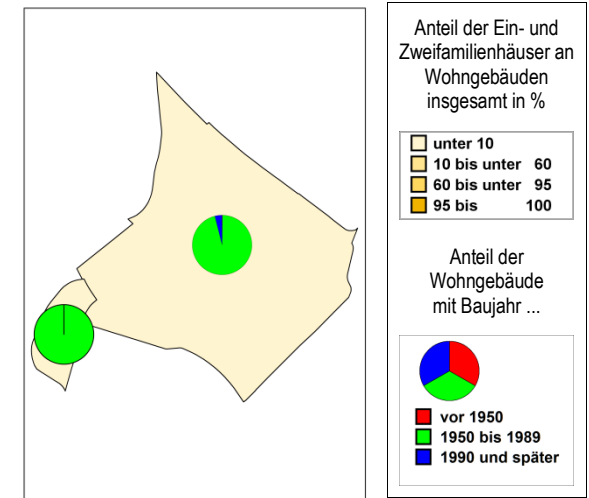 Anteil der Ein- und
Zweifamilienhäuser an
Wohngebäuden
insgesamt in %
unter 10
10 bis unter 60
60 bis unter 95
95 bis 100
Anteil der
Wohngebäude
mit Baujahr ...
vor 1950
1950 bis 1989
1990 und später